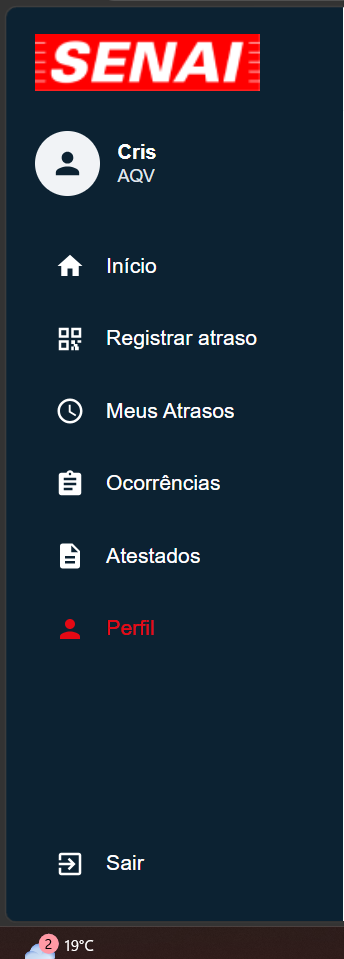 SENAI
Cris
AQV
Início
Registrar atraso
Meus Atrasos
Ocorrências
Atestados
Perfil
Sair
2 19°C